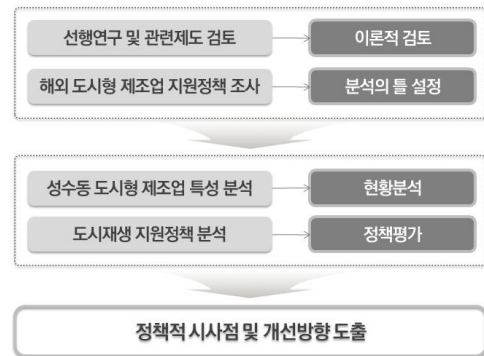 선행연구 및 관련제도 검토
이론적 검토
해외 도시형 제조업 지원정책 조사
분석의 틀 설정
성수동 도시형 제조업 특성 분석
현황분석
도시재생 지원정책 분석
정책평가
정책적 시사점 및 개선방향 도출